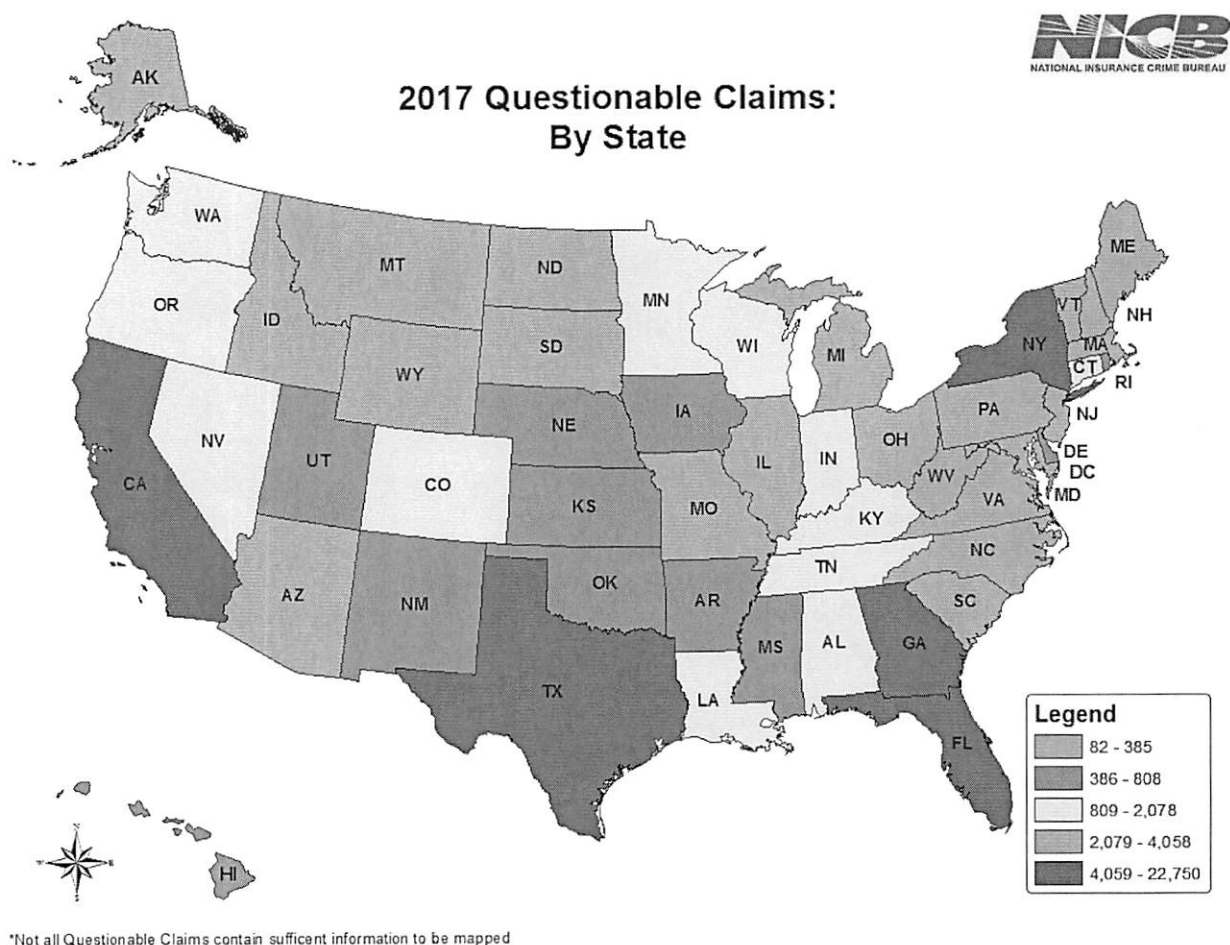 NICB
NATIONAL INSURANCE CRIME BUREAU
2017 Questionable Claims:
By State
AK
WA
MT
ND
MN
ME
OR
ID
SD
WI
MI
VT
NH
NY
MA
WY
CT
RI
NE
IA
PA
NJ
NV
UT
CO
IL
IN
OH
DE
DC
MD
CA
KS
MO
WV
VA
KY
NC
AZ
NM
OK
AR
TN
SC
MS
AL
GA
TX
LA
FL
HI
Legend
82 - 385
386 - 808
809 - 2,078
2,079 - 4,058
4,059 - 22,750
N
E
S
*Not all Questionable Claims contain sufficent information to be mapped